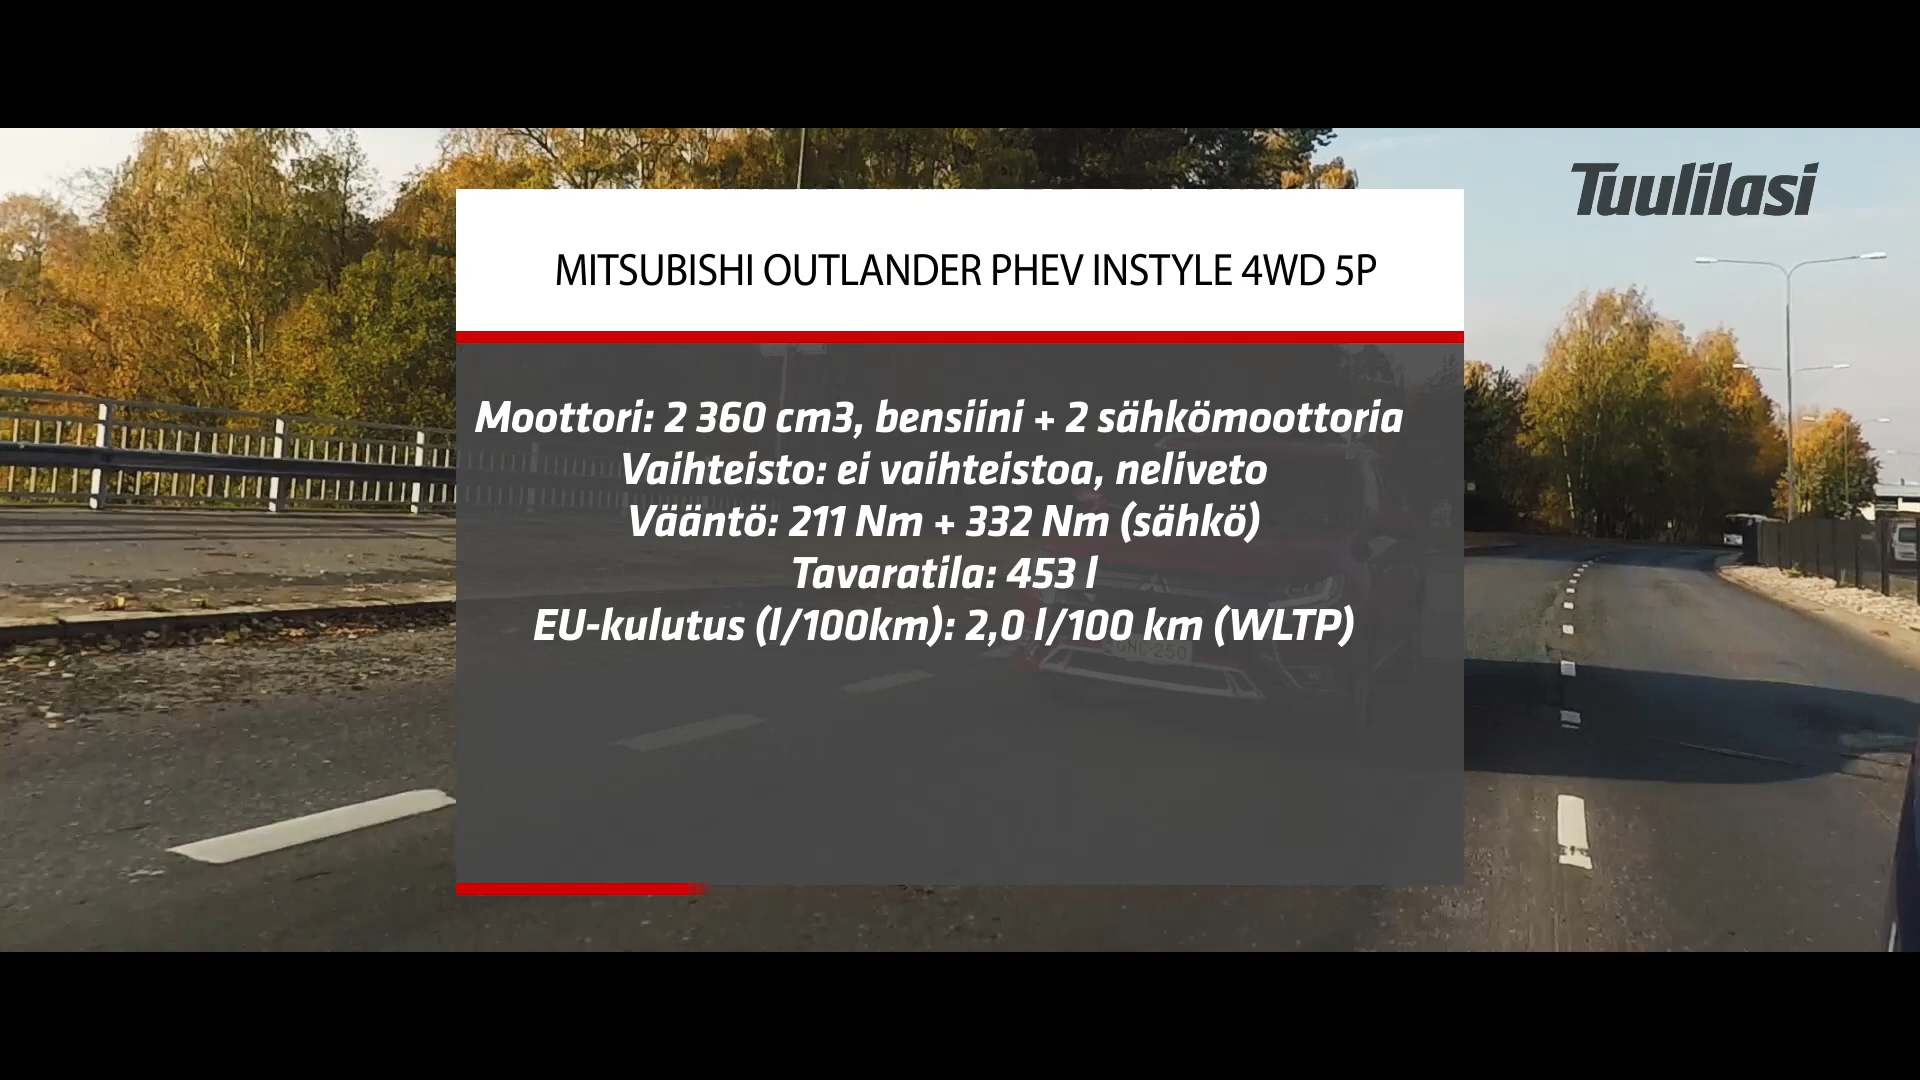 Tuulilasi
MITSUBISHI OUTLANDER PHEV INSTYLE 4WD 5P
Moottori: 2 360 cm3, bensiini + 2 sähkömoottoria
Vaihteisto: ei vaihteistoa, neliveto
Vääntö: 211 Nm + 332 Nm (sähkö)
Tavaratila: 453 l
EU-kulutus (l/100km): 2,0 l/100 km (WLTP)